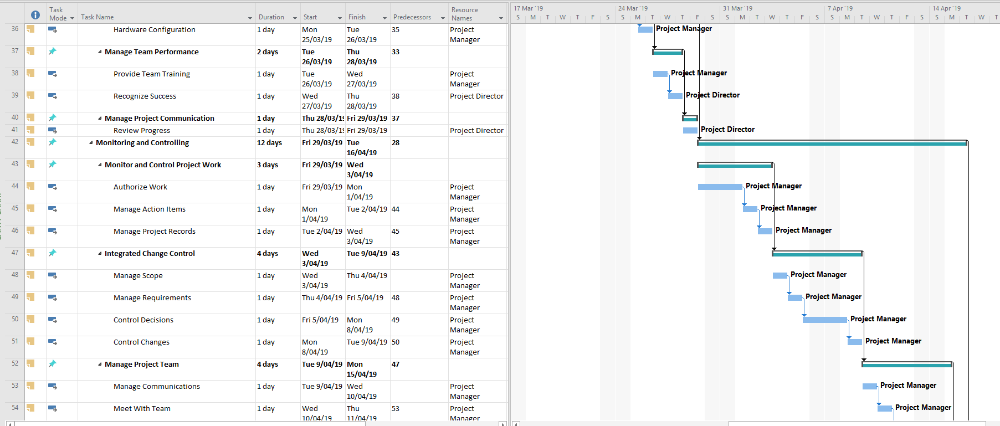 Task
Mode
Task Name
Duration
Start
Finish
Predecessors
Resource
Names
17 Mar '19 24 Mar '19 31 Mar '19 7 Apr '19 14 Apr '19
S M T W T F S S M T W T F S S M T W T F S S M T W T F S S M T W T
36 Hardware Configuration 1 day Mon 25/03/19 Tue 26/03/19 35 Project Manager
Project Manager
37 Manage Team Performance 2 days Tue 26/03/19 Thu 28/03/19 33
38 Provide Team Training 1 day Tue 26/03/19 Wed 27/03/19 Project Manager
Project Manager
39 Recognize Success 1 day Wed 27/03/19 Thu 28/03/19 38 Project Director
Project Director
40 Manage Project Communication 1 day Thu 28/03/19 Fri 29/03/19 37
41 Review Progress 1 day Thu 28/03/19 Fri 29/03/19 Project Director
Project Director
42 Monitoring and Controlling 12 days Fri 29/03/19 Tue 16/04/19 28
43 Monitor and Control Project Work 3 days Fri 29/03/19 Wed 3/04/19
44 Authorize Work 1 day Fri 29/03/19 Mon 1/04/19 Project Manager
Project Manager
45 Manage Action Items 1 day Mon 1/04/19 Tue 2/04/19 44 Project Manager
Project Manager
46 Manage Project Records 1 day Tue 2/04/19 Wed 3/04/19 45 Project Manager
Project Manager
47 Integrated Change Control 4 days Wed 3/04/19 Tue 9/04/19 43
48 Manage Scope 1 day Wed 3/04/19 Thu 4/04/19 Project Manager
Project Manager
49 Manage Requirements 1 day Thu 4/04/19 Fri 5/04/19 48 Project Manager
Project Manager
50 Control Decisions 1 day Fri 5/04/19 Mon 8/04/19 49 Project Manager
Project Manager
51 Control Changes 1 day Mon 8/04/19 Tue 9/04/19 50 Project Manager
Project Manager
52 Manage Project Team 4 days Tue 9/04/19 Mon 15/04/19 47
53 Manage Communications 1 day Tue 9/04/19 Wed 10/04/19 Project Manager
Project Manager
54 Meet With Team 1 day Wed 10/04/19 Thu 11/04/19 53 Project Manager
Project Manager